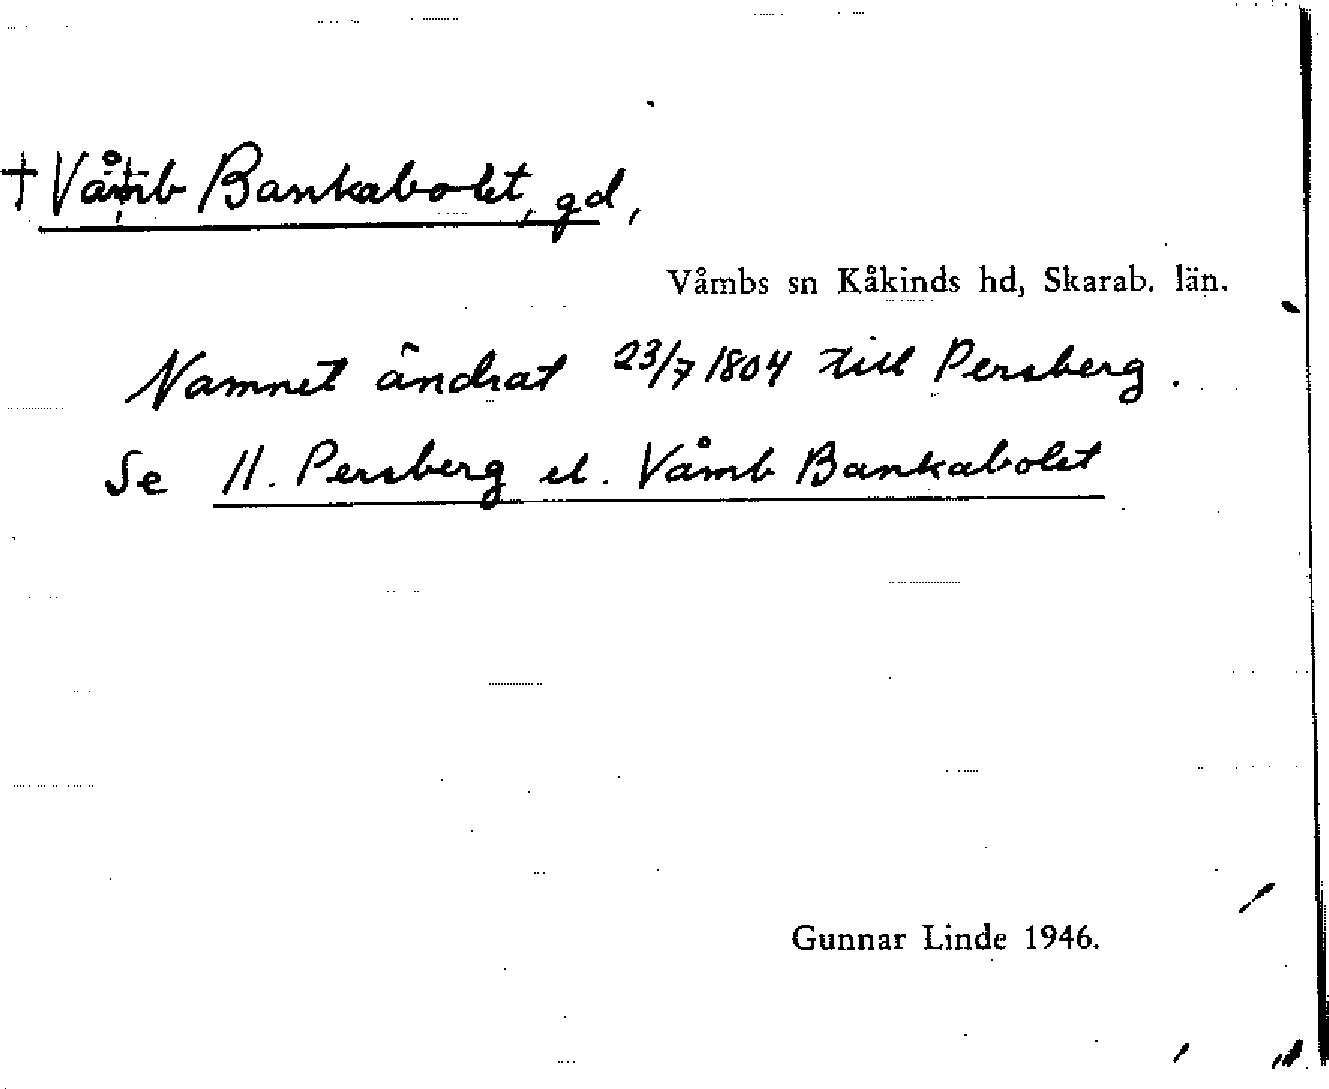 † Våmb Bankabolet, gd,
Våmbs sn Kåkinds hd, Skarab. län.
Namnet ändrat 23/7 1804 till Persberg.
Se 11. Persberg el. Våmb Bankabolet
Gunnar Linde 1946.